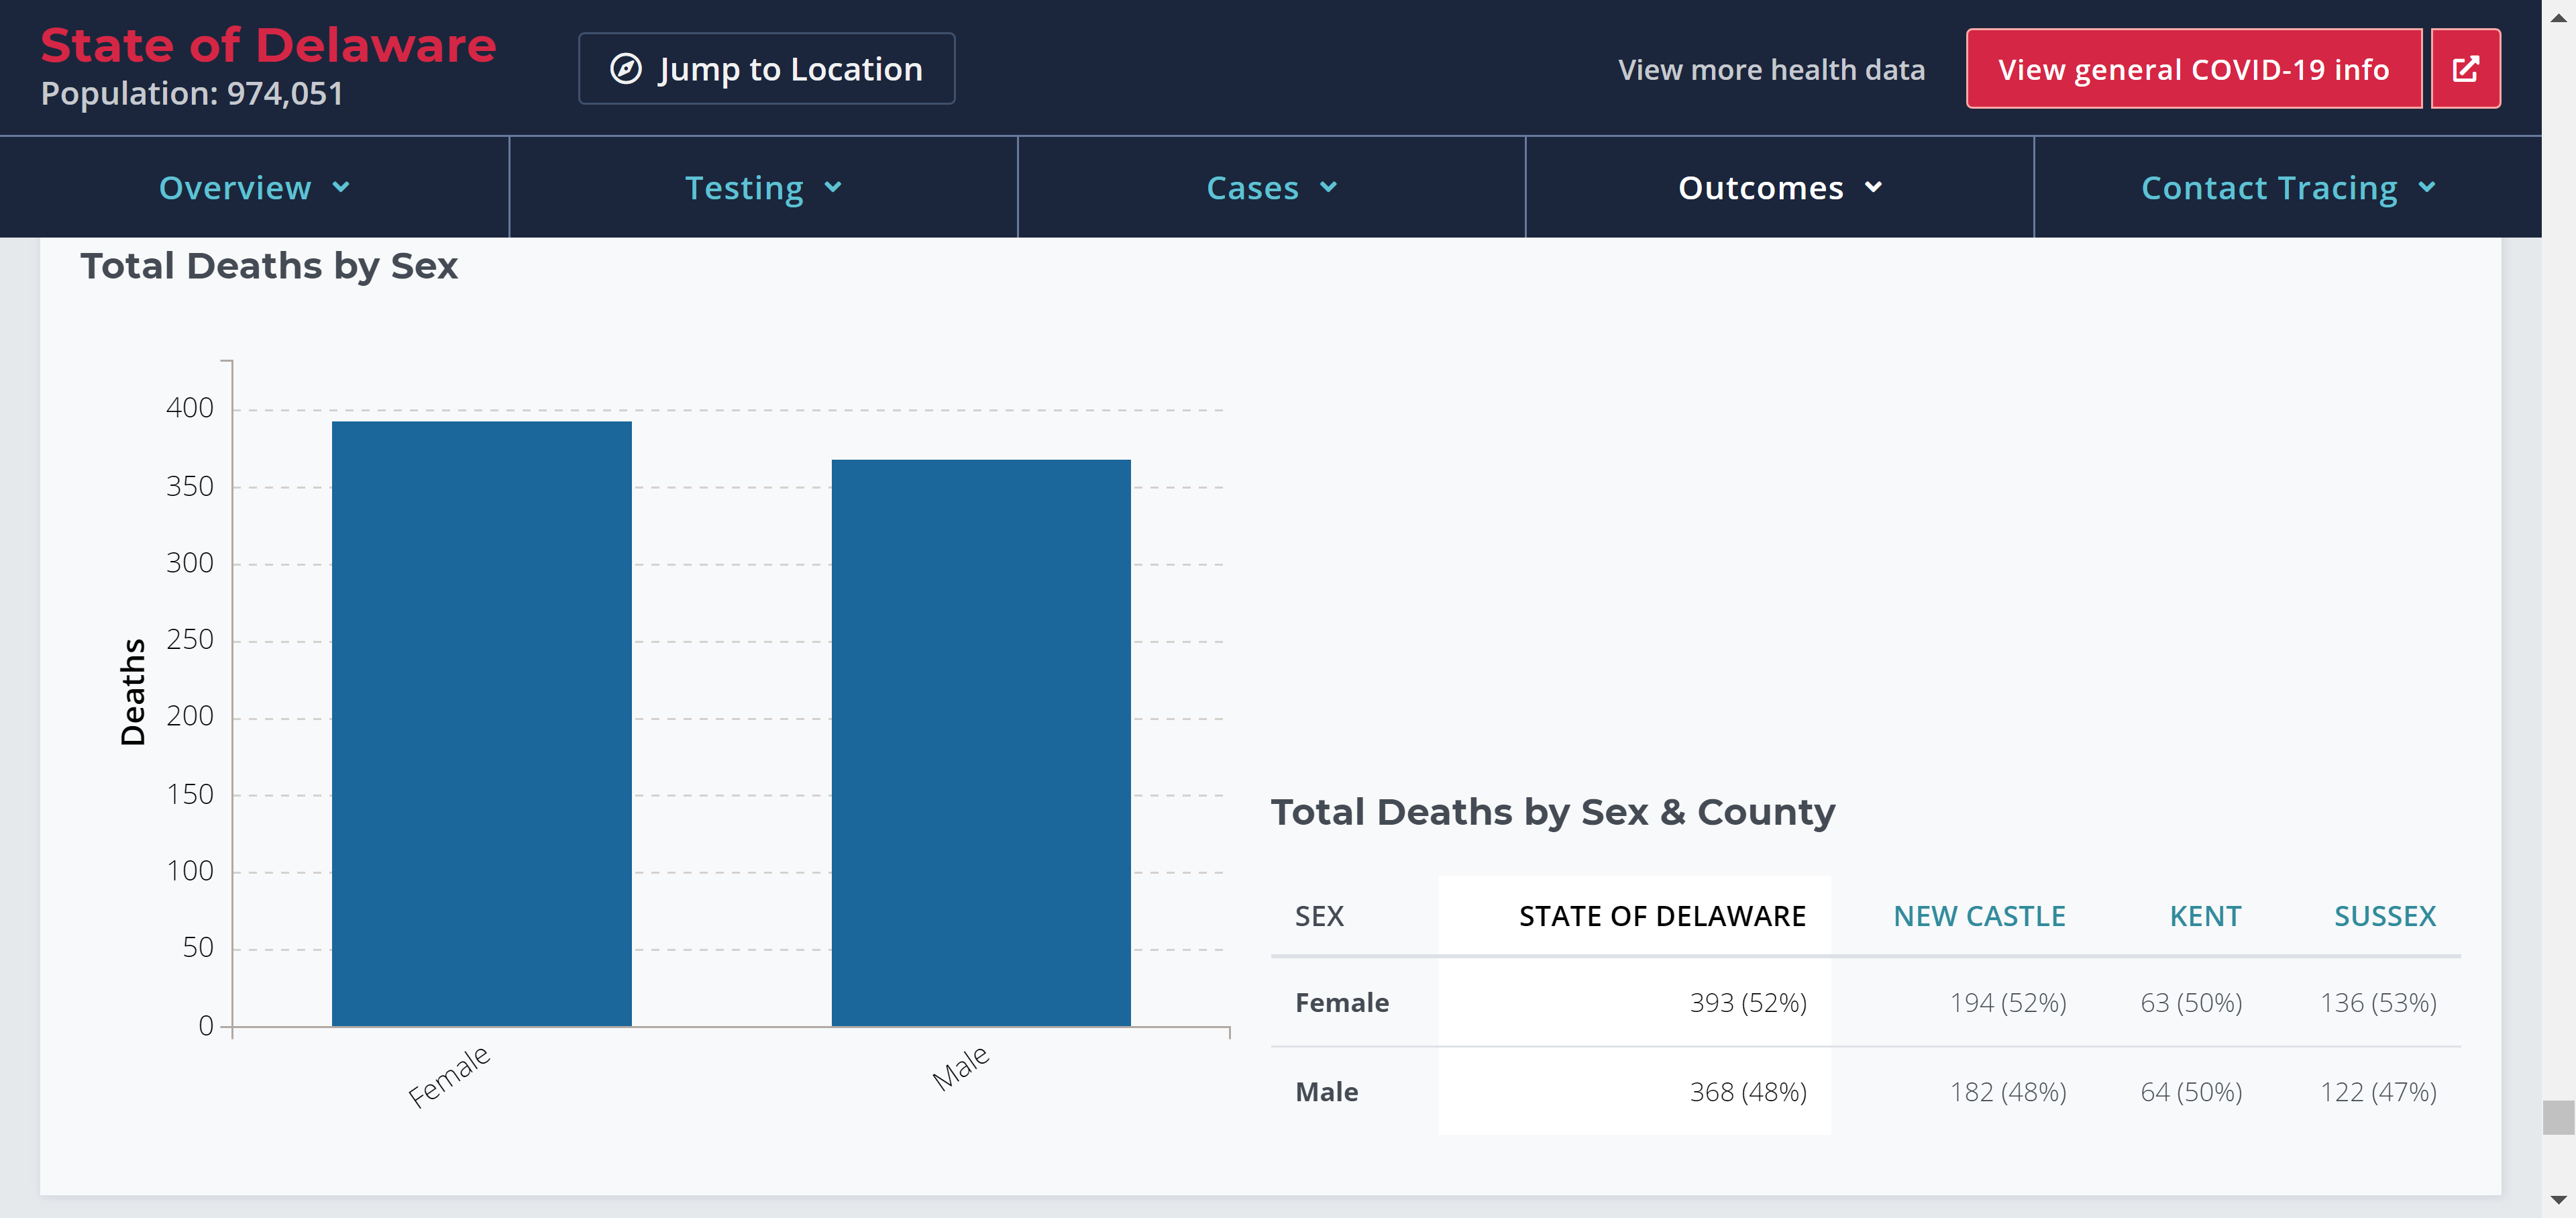 State of Delaware
Population: 974,051
Jump to Location
View more health data
View general COVID-19 info
Overview
Testing
Cases
Outcomes
Contact Tracing
Total Deaths by Sex
400
350
300
250
200
150
100
50
0
Deaths
Female
Male
Total Deaths by Sex & County
SEX STATE OF DELAWARE NEW CASTLE KENT SUSSEX
Female 393 (52%) 194 (52%) 63 (50%) 136 (53%)
Male 368 (48%) 182 (48%) 64 (50%) 122 (47%)